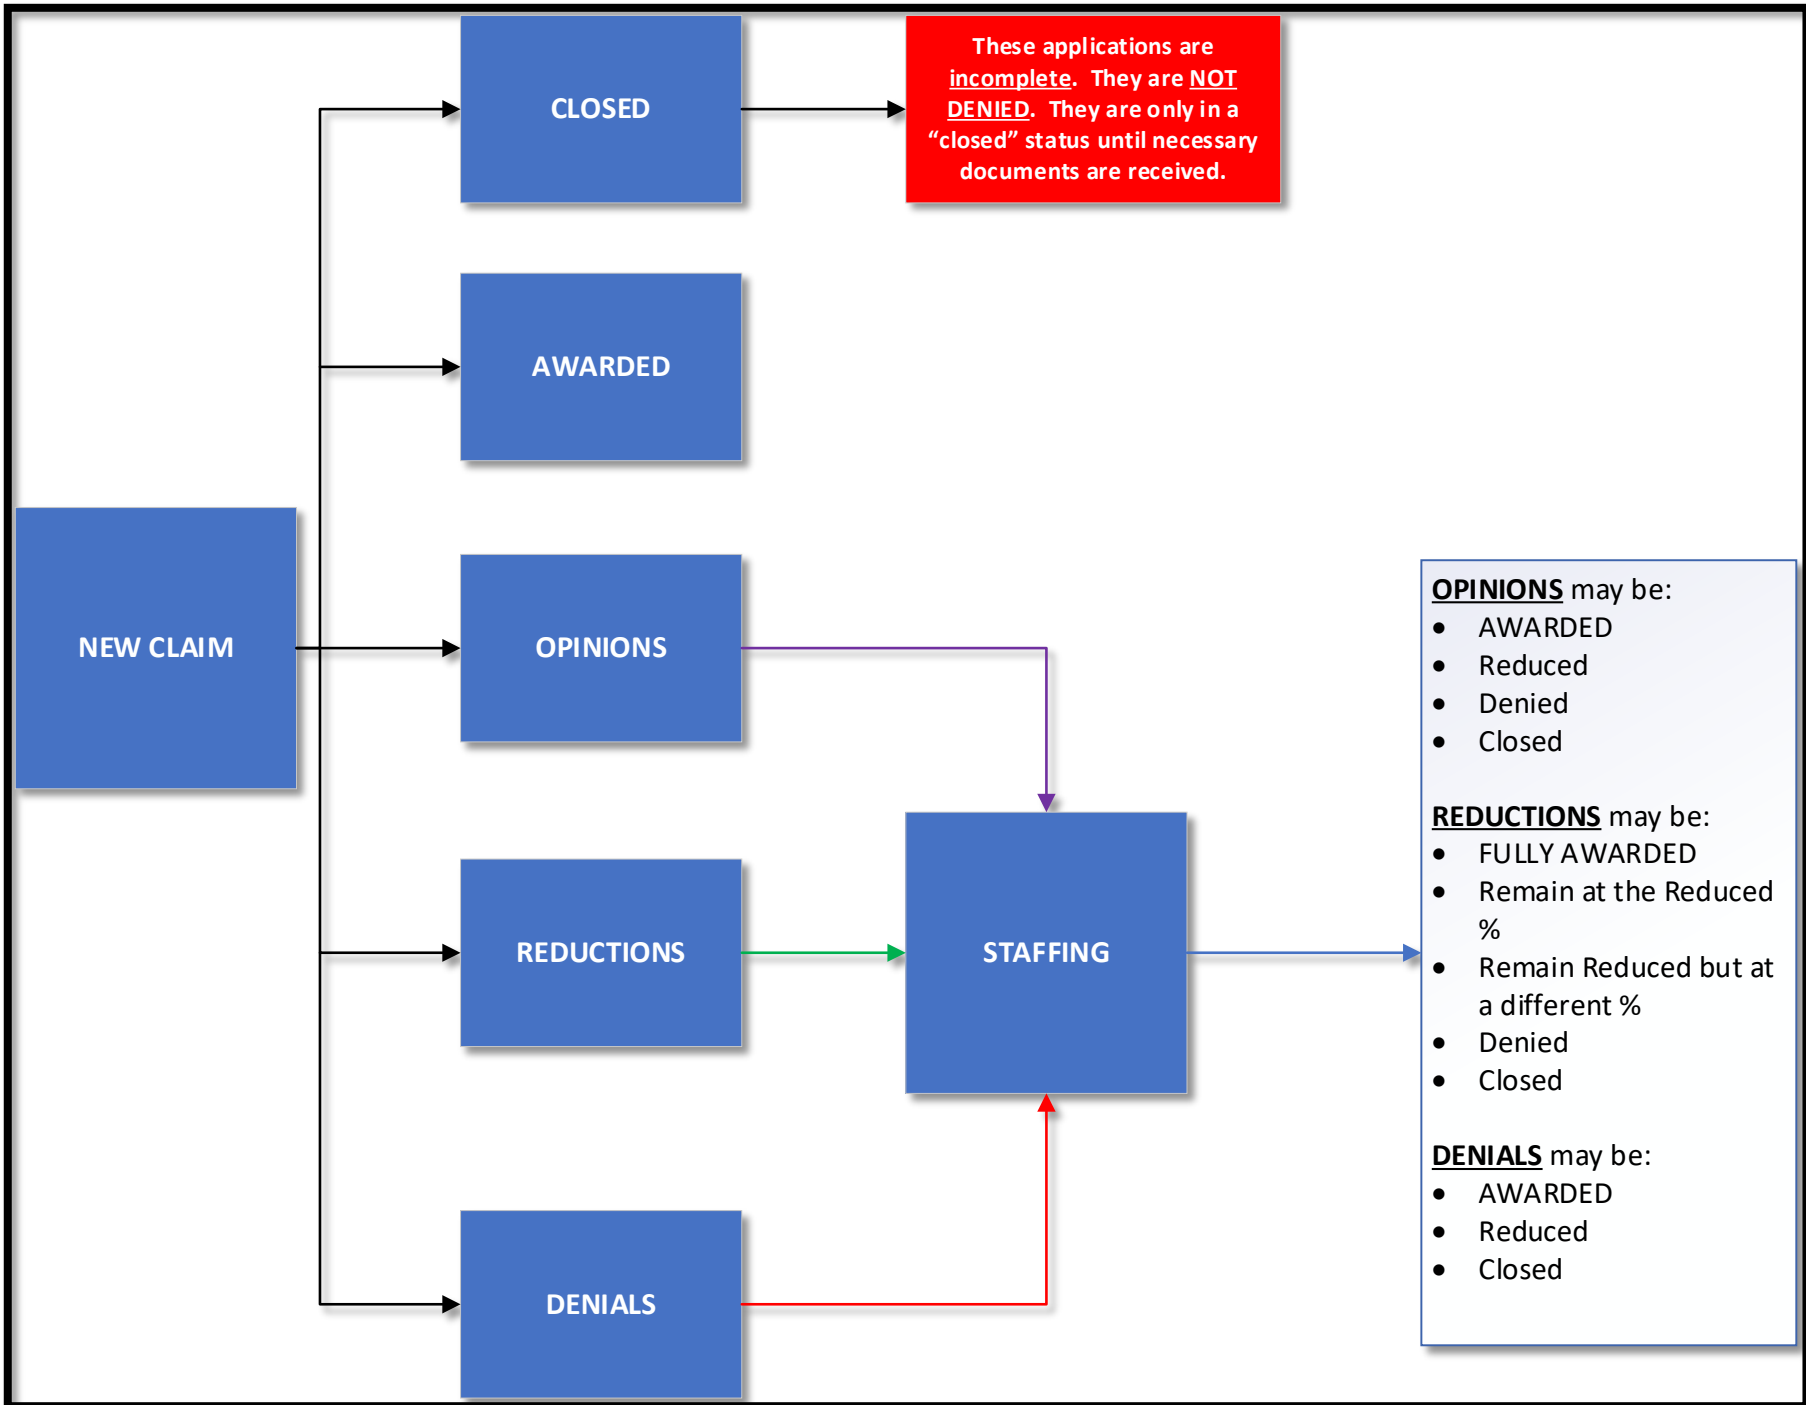 CLOSED
These applications are
incomplete. They are NOT
DENIED. They are only in a
“closed” status until necessary
documents are received.
AWARDED
NEW CLAIM
OPINIONS
REDUCTIONS
DENIALS
STAFFING
OPINIONS may be:
• AWARDED
• Reduced
• Denied
• Closed
REDUCTIONS may be:
• FULLY AWARDED
• Remain at the Reduced
%
• Remain Reduced but at
a different %
• Denied
• Closed
DENIALS may be:
• AWARDED
• Reduced
• Closed